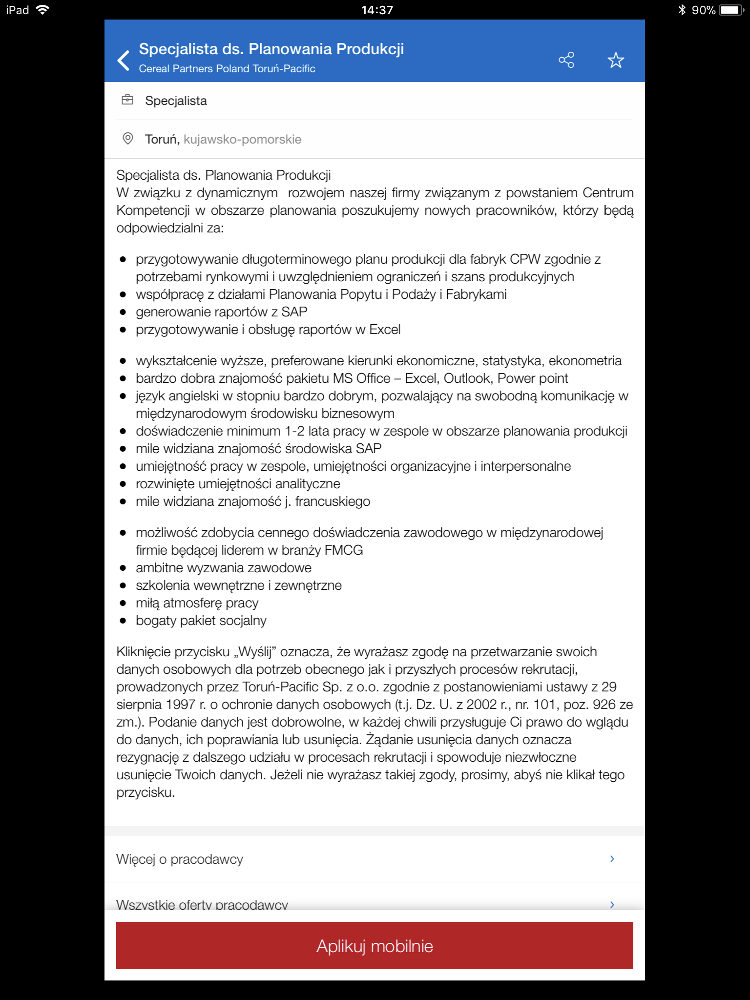 iPad 14:37 90%
Specjalista ds. Planowania Produkcji
Cereal Partners Poland Toruń-Pacific
Specjalista
Toruń, kujawsko-pomorskie
Specjalista ds. Planowania Produkcji
W związku z dynamicznym rozwojem naszej firmy związanym z powstaniem Centrum
Kompetencji w obszarze planowania poszukujemy nowych pracowników, którzy będą
odpowiedzialni za:
● przygotowywanie długoterminowego planu produkcji dla fabryk CPW zgodnie z
potrzebami rynkowymi i uwzględnieniem ograniczeń i szans produkcyjnych
● współpracę z działami Planowania Popytu i Podaży i Fabrykami
● generowanie raportów z SAP
● przygotowywanie i obsługę raportów w Excel
● wykształcenie wyższe, preferowane kierunki ekonomiczne, statystyka, ekonometria
● bardzo dobra znajomość pakietu MS Office – Excel, Outlook, Power point
● język angielski w stopniu bardzo dobrym, pozwalający na swobodną komunikację w
międzynarodowym środowisku biznesowym
● doświadczenie minimum 1-2 lata pracy w zespole w obszarze planowania produkcji
● mile widziana znajomość środowiska SAP
● umiejętność pracy w zespole, umiejętności organizacyjne i interpersonalne
● rozwinięte umiejętności analityczne
● mile widziana znajomość j. francuskiego
● możliwość zdobycia cennego doświadczenia zawodowego w międzynarodowej
firmie będącej liderem w branży FMCG
● ambitne wyzwania zawodowe
● szkolenia wewnętrzne i zewnętrzne
● miłą atmosferę pracy
● bogaty pakiet socjalny
Kliknięcie przycisku „Wyślij” oznacza, że wyrażasz zgodę na przetwarzanie swoich
danych osobowych dla potrzeb obecnego jak i przyszłych procesów rekrutacji,
prowadzonych przez Toruń-Pacific Sp. z o.o. zgodnie z postanowieniami ustawy z 29
sierpnia 1997 r. o ochronie danych osobowych (t.j. Dz. U. z 2002 r., nr. 101, poz. 926 ze
zm.). Podanie danych jest dobrowolne, w każdej chwili przysługuje Ci prawo do wglądu
do danych, ich poprawiania lub usunięcia. Żądanie usunięcia danych oznacza
rezygnację z dalszego udziału w procesach rekrutacji i spowoduje niezwłoczne
usunięcie Twoich danych. Jeżeli nie wyrażasz takiej zgody, prosimy, abyś nie klikał tego
przycisku.
Więcej o pracodawcy
Wszystkie oferty pracodawcy
Aplikuj mobilnie